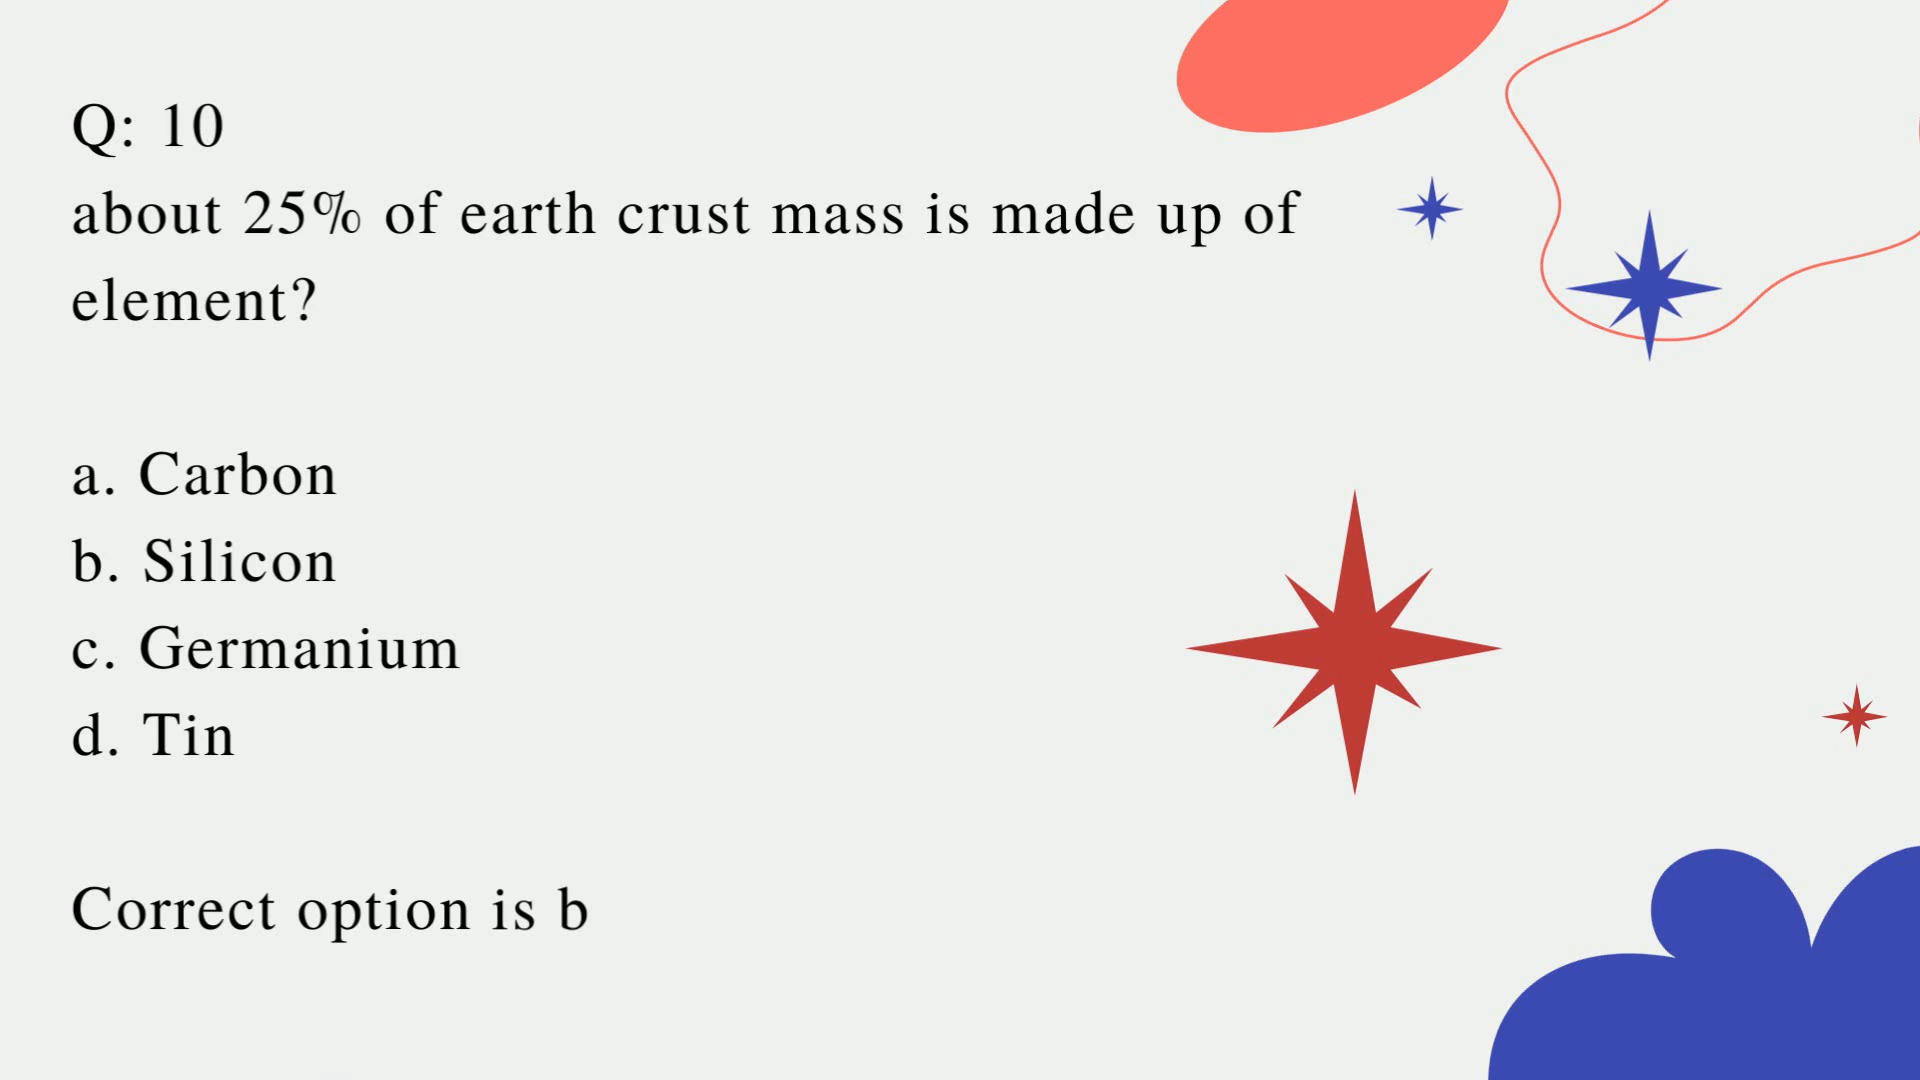 Q: 10
about 25% of earth crust mass is made up of
element?
a. Carbon
b. Silicon
c. Germanium
d. Tin
Correct option is b